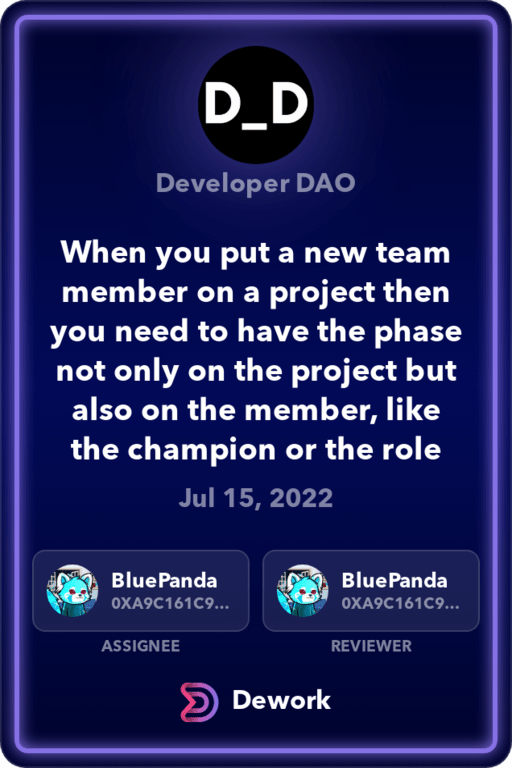 D_D
Developer DAO
When you put a new team
member on a project then
you need to have the phase
not only on the project but
also on the member, like
the champion or the role
Jul 15, 2022
BluePanda
0XA9C161C9...
ASSIGNEE
BluePanda
0XA9C161C9...
REVIEWER
Dework